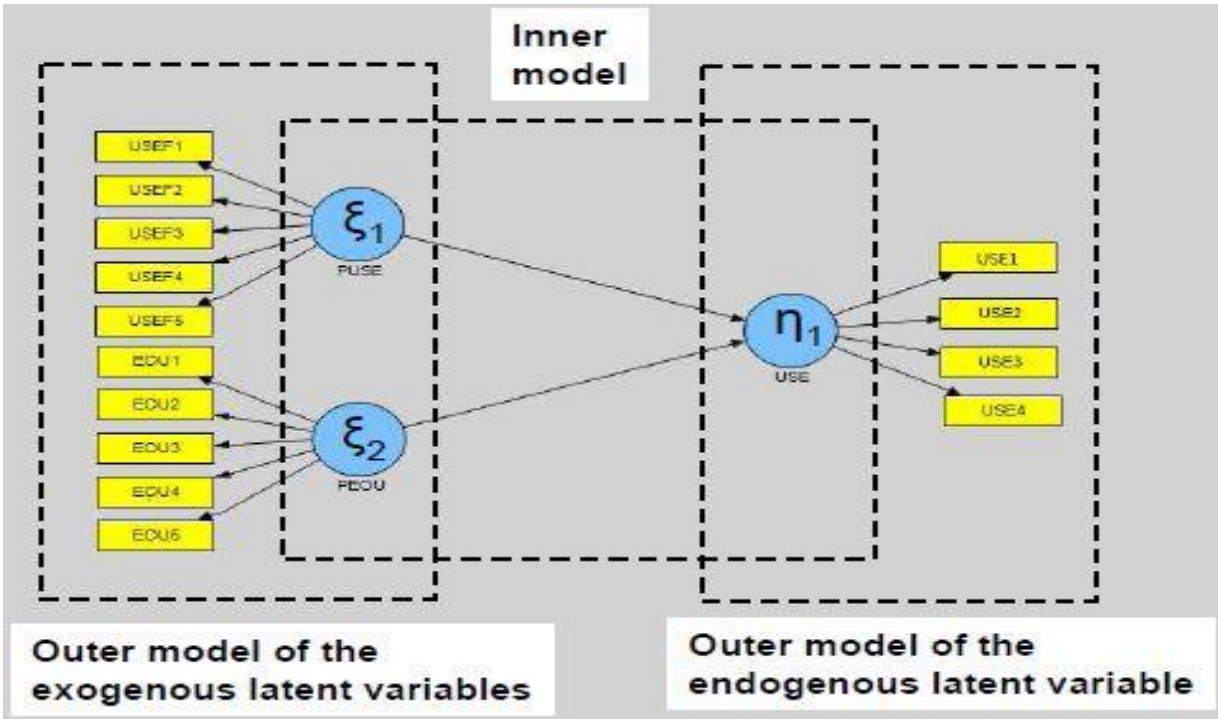 Inner
model
USEF1
USEF2
USEF3
USEF4
USEF5
EOU1
EOU2
EOU3
EOU4
EOU5
ξ1
PUSE
ξ2
PEOU
η1
USE
USE1
USE2
USE3
USE4
Outer model of the
exogenous latent variables
Outer model of the
endogenous latent variable